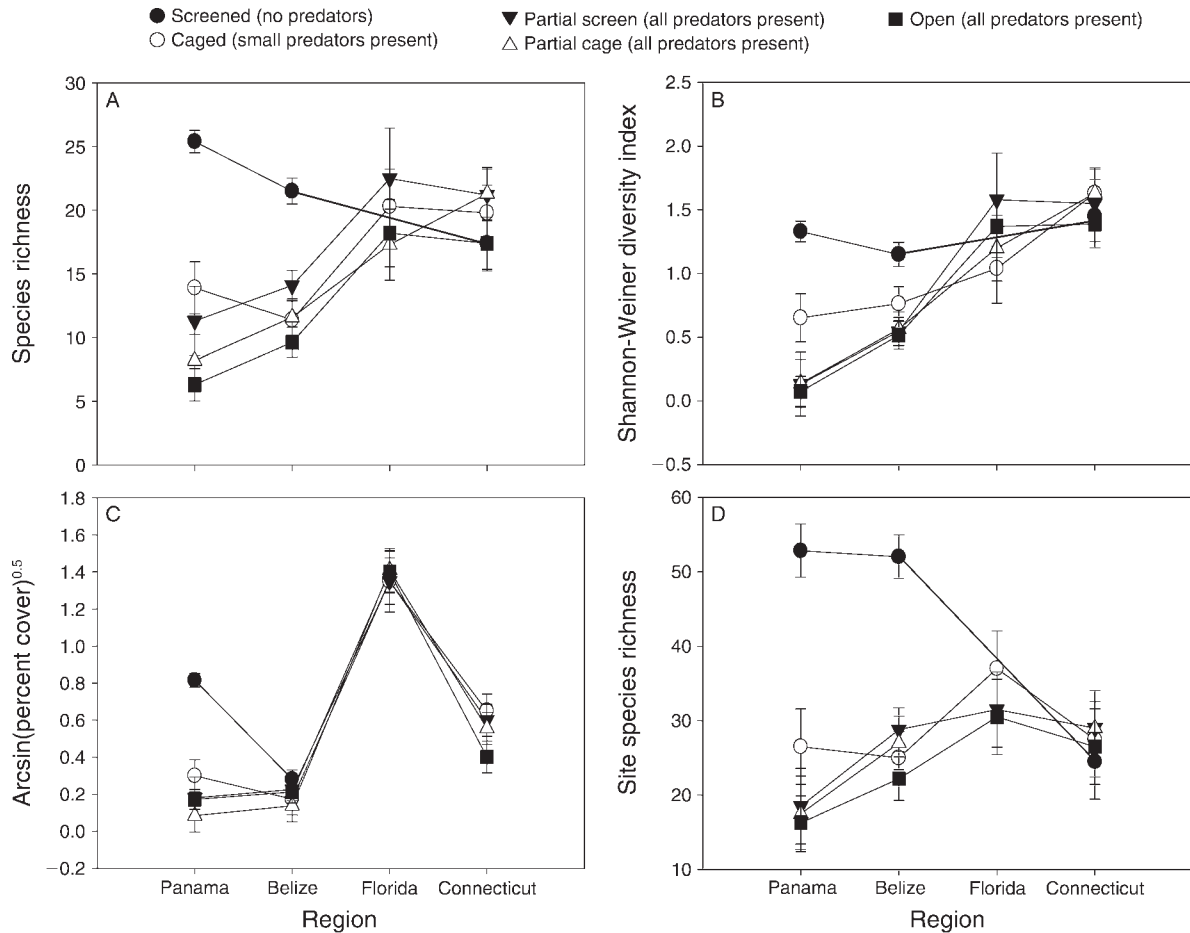 Screened (no predators)
Partial screen (all predators present)
Open (all predators present)
Caged (small predators present)
Partial cage (all predators present)
A
Species richness
30
25
20
15
10
5
0
B
Shannon-Weiner diversity index
2.5
2.0
1.5
1.0
0.5
0.0
−0.5
C
Arcsin(percent cover)0.5
1.8
1.6
1.4
1.2
1.0
0.8
0.6
0.4
0.2
0.0
−0.2
Panama
Belize
Florida
Connecticut
Region
D
Site species richness
60
50
40
30
20
10
Panama
Belize
Florida
Connecticut
Region